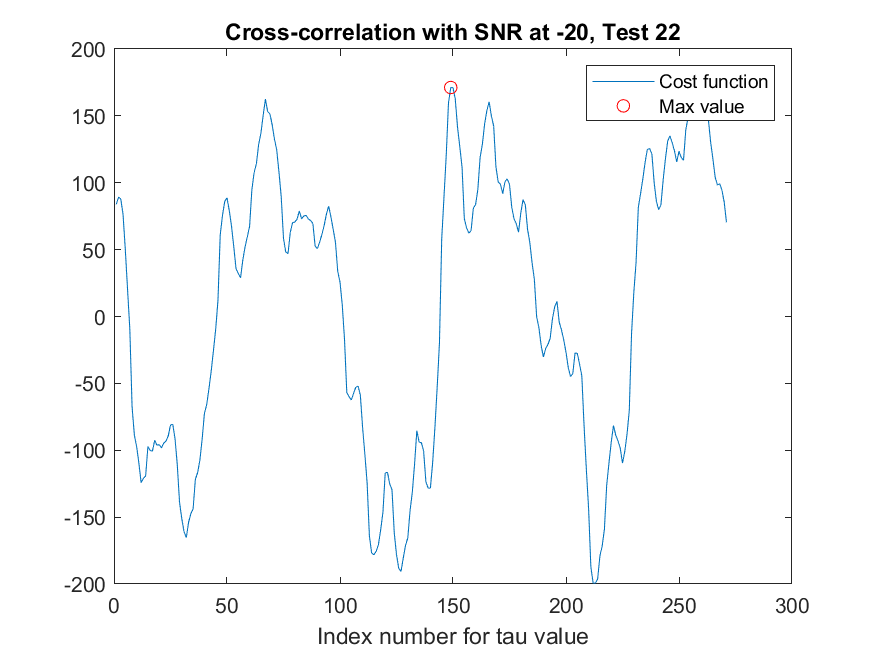 Cross-correlation with SNR at -20, Test 22
200
150
100
50
0
-50
-100
-150
-200
Cost function
Max value
0 50 100 150 200 250 300
Index number for tau value